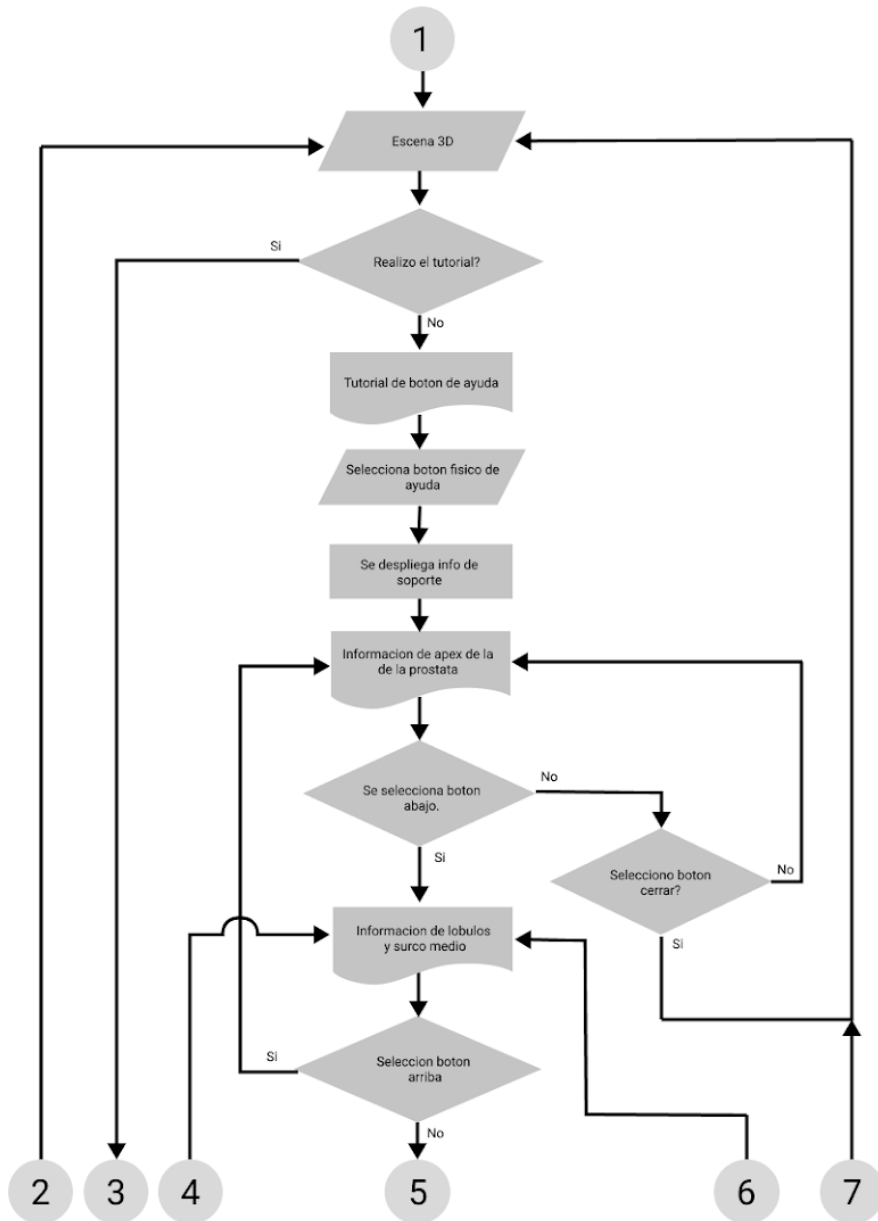 1
Escena 3D
Si
Realizo el tutorial?
No
Tutorial de boton de ayuda
Selecciona boton fisico de
ayuda
Se despliega info de
soporte
Informacion de apex de la
de la prostata
Se selecciona boton
abajo.
No
Si
Selecciono boton
cerrar?
No
Si
Informacion de lobulos
y surco medio
Si
Seleccion boton
arriba
No
2
3
4
5
6
7